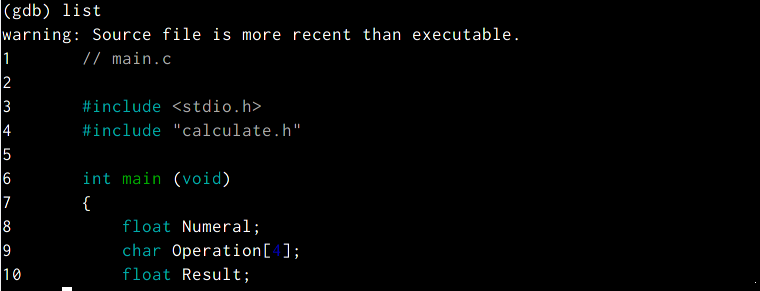 (gdb) list
warning: Source file is more recent than executable.
1       // main.c
2
3       #include <stdio.h>
4       #include "calculate.h"
5
6       int main (void)
7       {
8           float Numeral;
9           char Operation[4];
10          float Result;